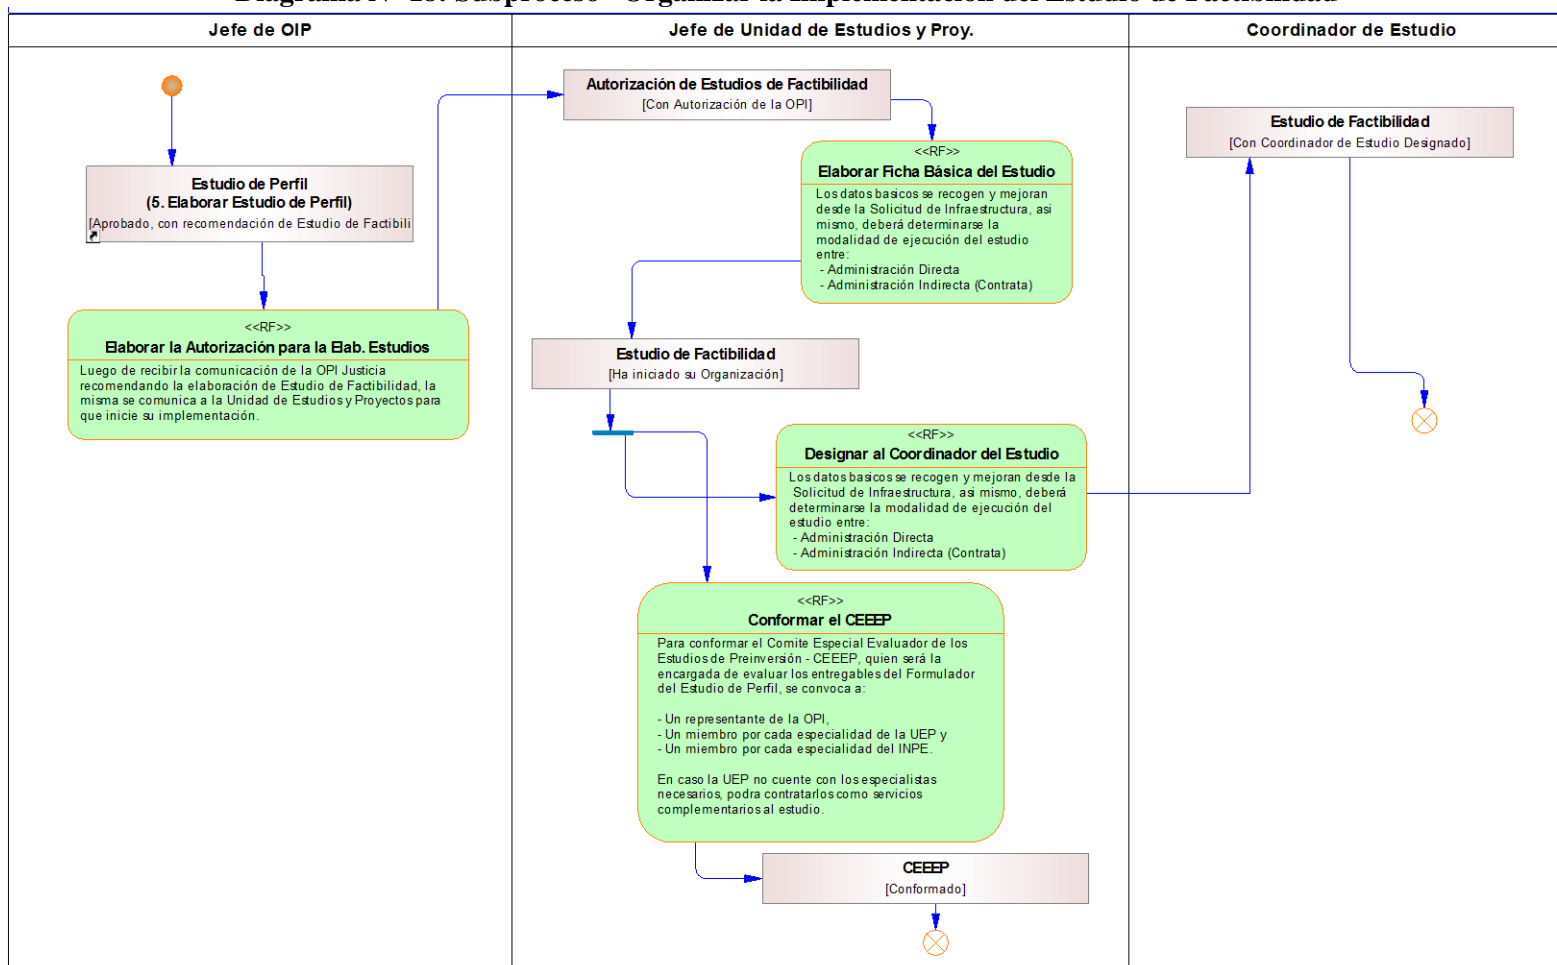 Jefe de OIP
Jefe de Unidad de Estudios y Proy.
Coordinador de Estudio
Estudio de Perfil
(5. Elaborar Estudio de Perfil)
[Aprobado, con recomendación de Estudio de Factibili
<<RF>>
Elaborar la Autorización para la Elab. Estudios
Luego de recibir la comunicación de la OPI Justicia
recomendando la elaboración de Estudio de Factibilidad, la
misma se comunica a la Unidad de Estudios y Proyectos para
que inicie su implementación.
Autorización de Estudios de Factibilidad
[Con Autorización de la OPI]
<<RF>>
Elaborar Ficha Básica del Estudio
Los datos basicos se recogen y mejoran
desde la Solicitud de Infraestructura, asi
mismo, deberá determinarse la
modalidad de ejecución del estudio
entre:
- Administración Directa
- Administración Indirecta (Contrata)
Estudio de Factibilidad
[Ha iniciado su Organización]
<<RF>>
Designar al Coordinador del Estudio
Los datos basicos se recogen y mejoran desde la
Solicitud de Infraestructura, asi mismo, deberá
determinarse la modalidad de ejecución del
estudio entre:
- Administración Directa
- Administración Indirecta (Contrata)
<<RF>>
Conformar el CEEEP
Para conformar el Comite Especial Evaluador de los
Estudios de Preinversión - CEEEP, quien será la
encargada de evaluar los entregables del Formulador
del Estudio de Perfil, se convoca a:
- Un representante de la OPI,
- Un miembro por cada especialidad de la UEP y
- Un miembro por cada especialidad del INPE.
En caso la UEP no cuente con los especialistas
necesarios, podra contratarlos como servicios
complementarios al estudio.
CEEEP
[Conformado]
Estudio de Factibilidad
[Con Coordinador de Estudio Designado]